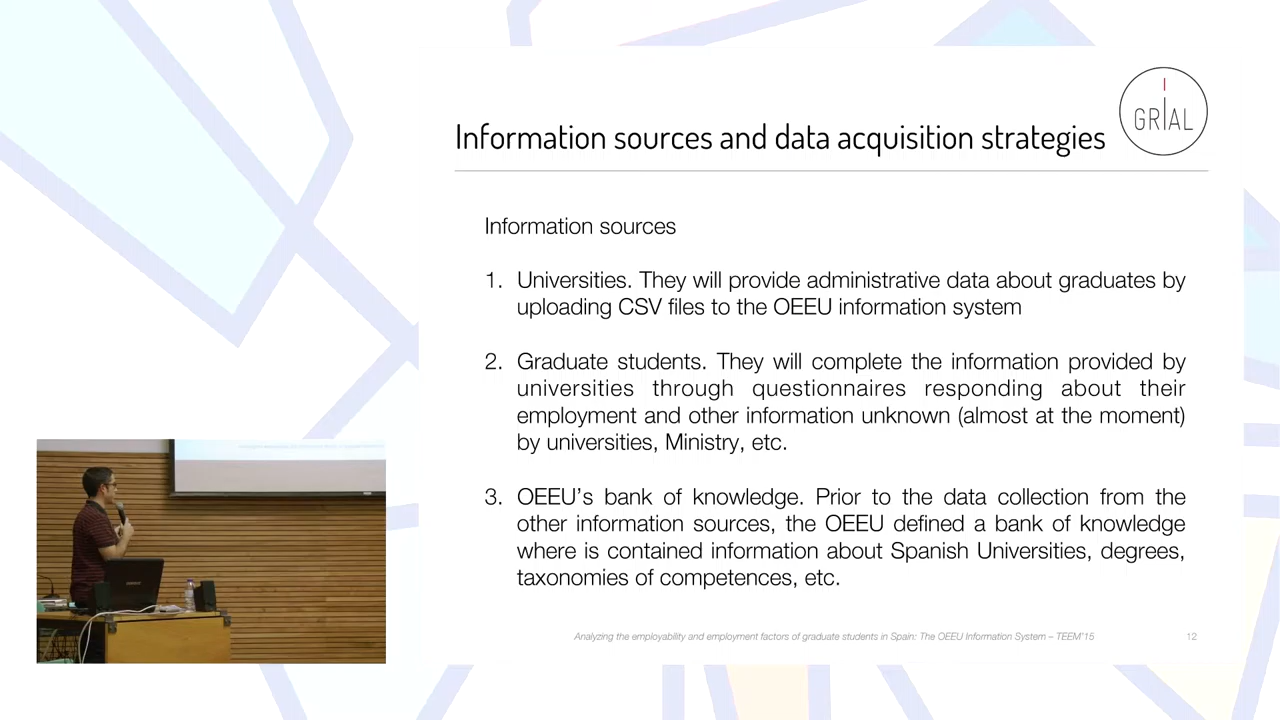 GRIAL
Information sources and data acquisition strategies
Information sources
1. Universities. They will provide administrative data about graduates by
uploading CSV files to the OEEU information system
2. Graduate students. They will complete the information provided by
universities through questionnaires responding about their
employment and other information unknown (almost at the moment)
by universities, Ministry, etc.
3. OEEU’s bank of knowledge. Prior to the data collection from the
other information sources, the OEEU defined a bank of knowledge
where is contained information about Spanish Universities, degrees,
taxonomies of competences, etc.
Analyzing the employability and employment factors of graduate students in Spain: The OEEU Information System – TEEM’15
12